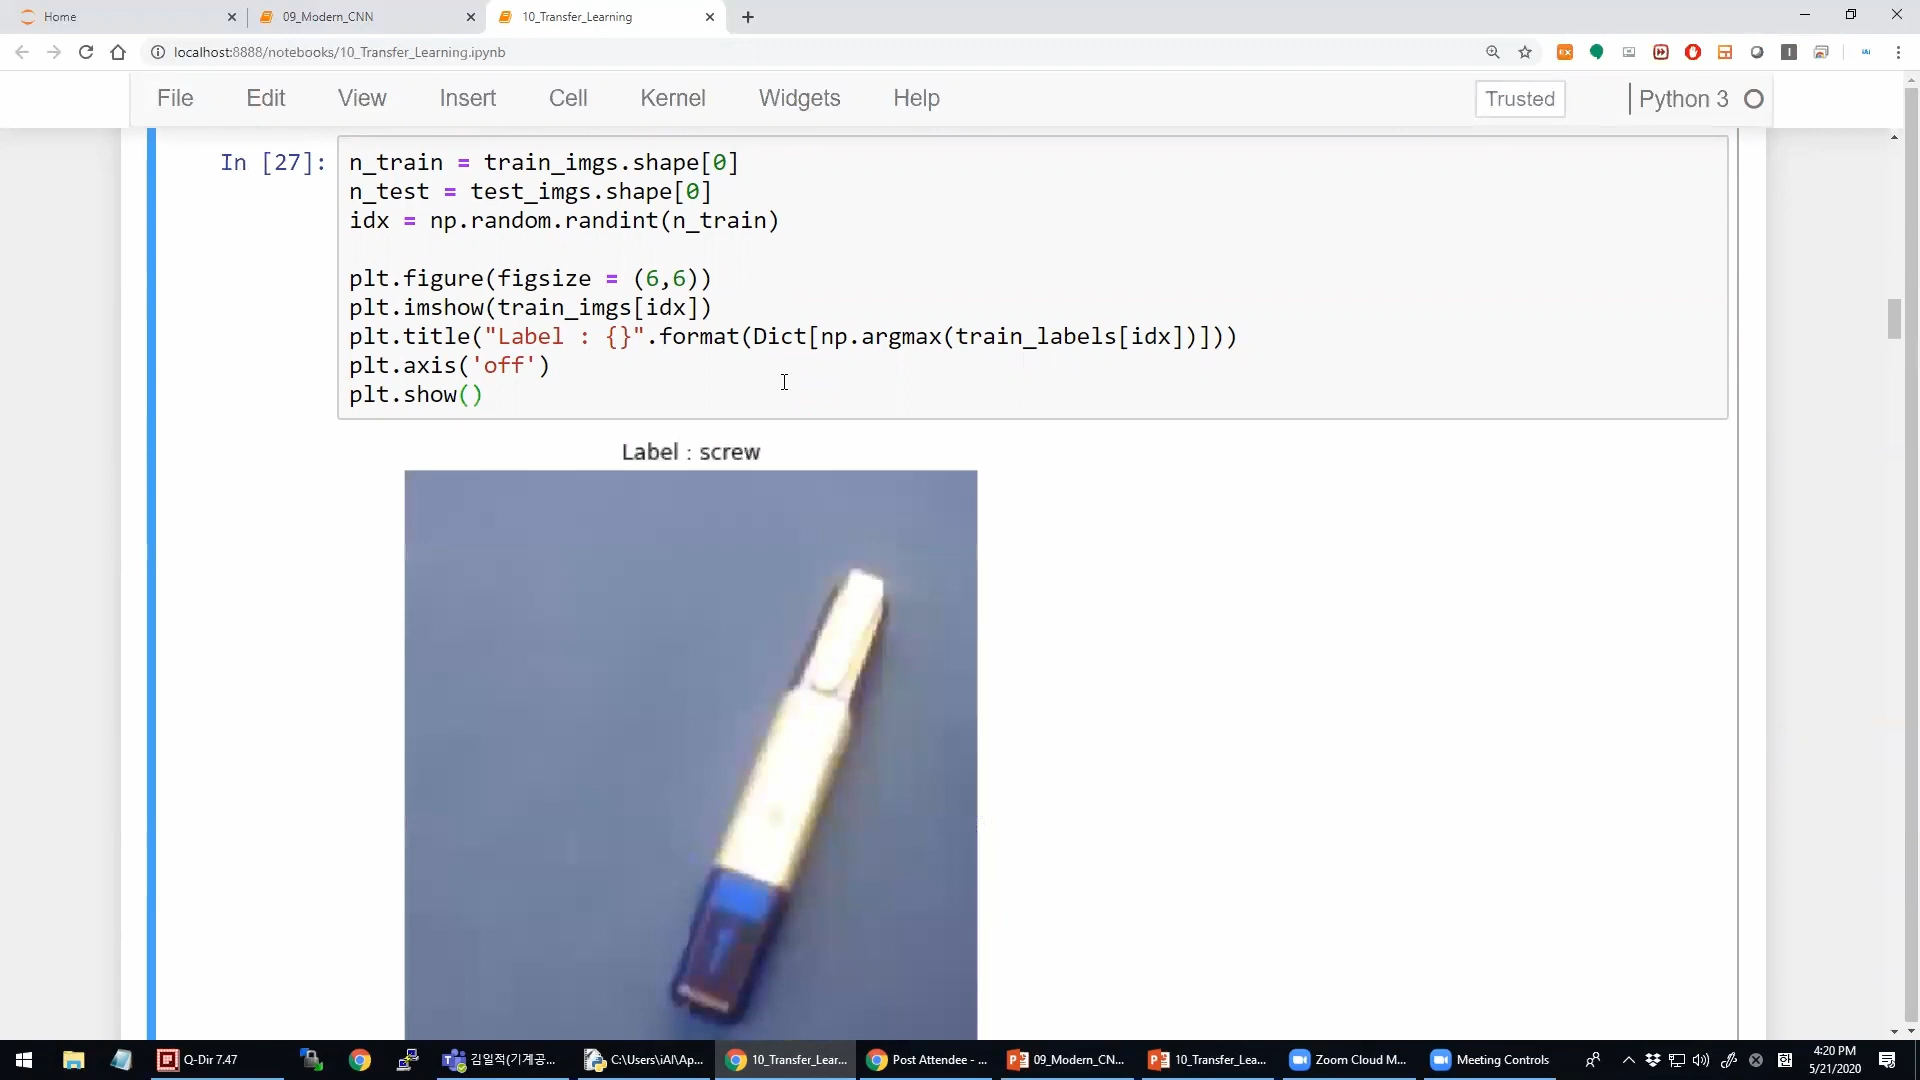 Home
09_Modern_CNN
10_Transfer_Learning
localhost:8888/notebooks/10_Transfer_Learning.ipynb
File Edit View Insert Cell Kernel Widgets Help
Trusted
Python 3
In [27]:
n_train = train_imgs.shape[0]
n_test = test_imgs.shape[0]
idx = np.random.randint(n_train)
plt.figure(figsize = (6,6))
plt.imshow(train_imgs[idx])
plt.title("Label : {}".format(Dict[np.argmax(train_labels[idx])]))
plt.axis('off')
plt.show()
Label : screw
Q-Dir 7.47
김일적(기계공...
C:\Users\iAI\Ap...
10_Transfer_Lear...
Post Attendee - ...
09_Modern_CN...
10_Transfer_Lea...
Zoom Cloud M...
Meeting Controls
4:20 PM
5/21/2020